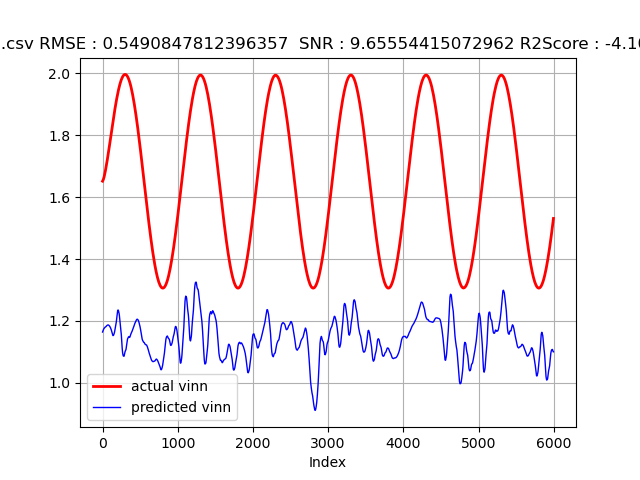 .csv RMSE : 0.5490847812396357 SNR : 9.65554415072962 R2Score : -4.16
2.0
1.8
1.6
1.4
1.2
1.0
actual vinn
predicted vinn
0 1000 2000 3000 4000 5000 6000
Index